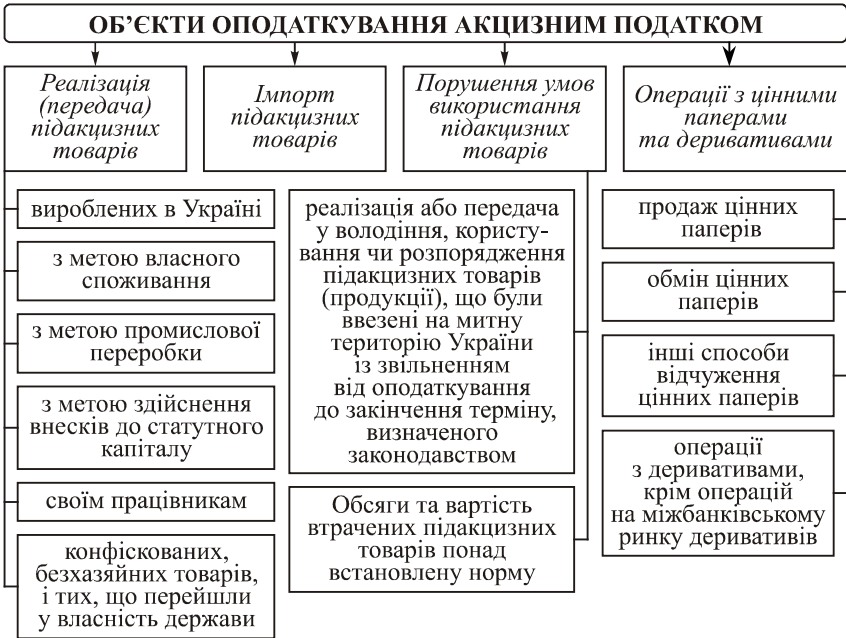 ОБ’ЄКТИ ОПОДАТКУВАННЯ АКЦИЗНИМ ПОДАТКОМ
Реалізація
(передача)
підакцизних
товарів
Імпорт
підакцизних
товарів
Порушення умов
використання
підакцизних
товарів
Операції з цінними
паперами
та деривативами
вироблених в Україні
з метою власного
споживання
з метою промислової
переробки
з метою здійснення
внесків до статутного
капіталу
своїм працівникам
конфіскованих,
безхазяйних товарів,
і тих, що перейшли
у власність держави
реалізація або передача
у володіння, користу-
вання чи розпорядження
підакцизних товарів
(продукції), що були
ввезені на митну
територію України
із звільненням
від оподаткування
до закінчення терміну,
визначеного
законодавством
Обсяги та вартість
втрачених підакцизних
товарів понад
встановлену норму
продаж цінних
паперів
обмін цінних
паперів
інші способи
відчуження
цінних паперів
операції
з деривативами,
крім операцій
на міжбанківському
ринку деривативів